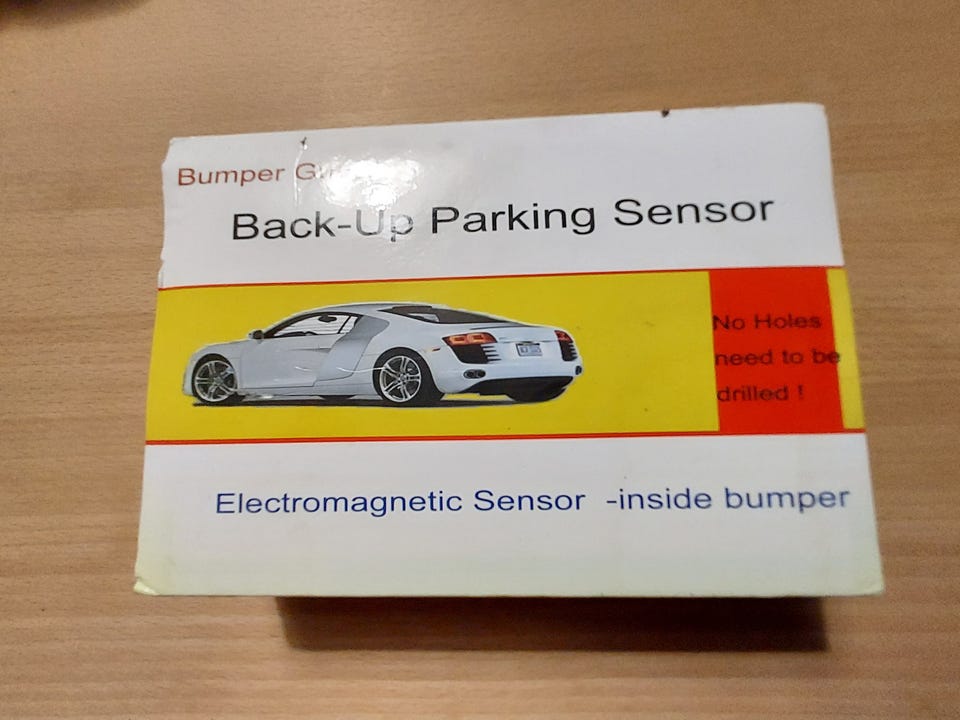 Bumper
Back-Up Parking Sensor
No Holes
need to be
drilled !
Electromagnetic Sensor -inside bumper